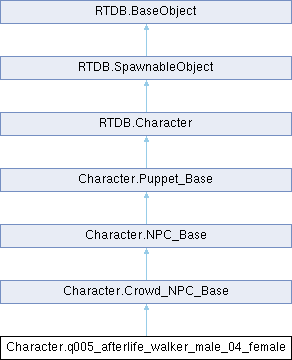 RTDB.BaseObject
RTDB.SpawnableObject
RTDB.Character
Character.Puppet_Base
Character.NPC_Base
Character.Crowd_NPC_Base
Character.q005_afterlife_walker_male_04_female